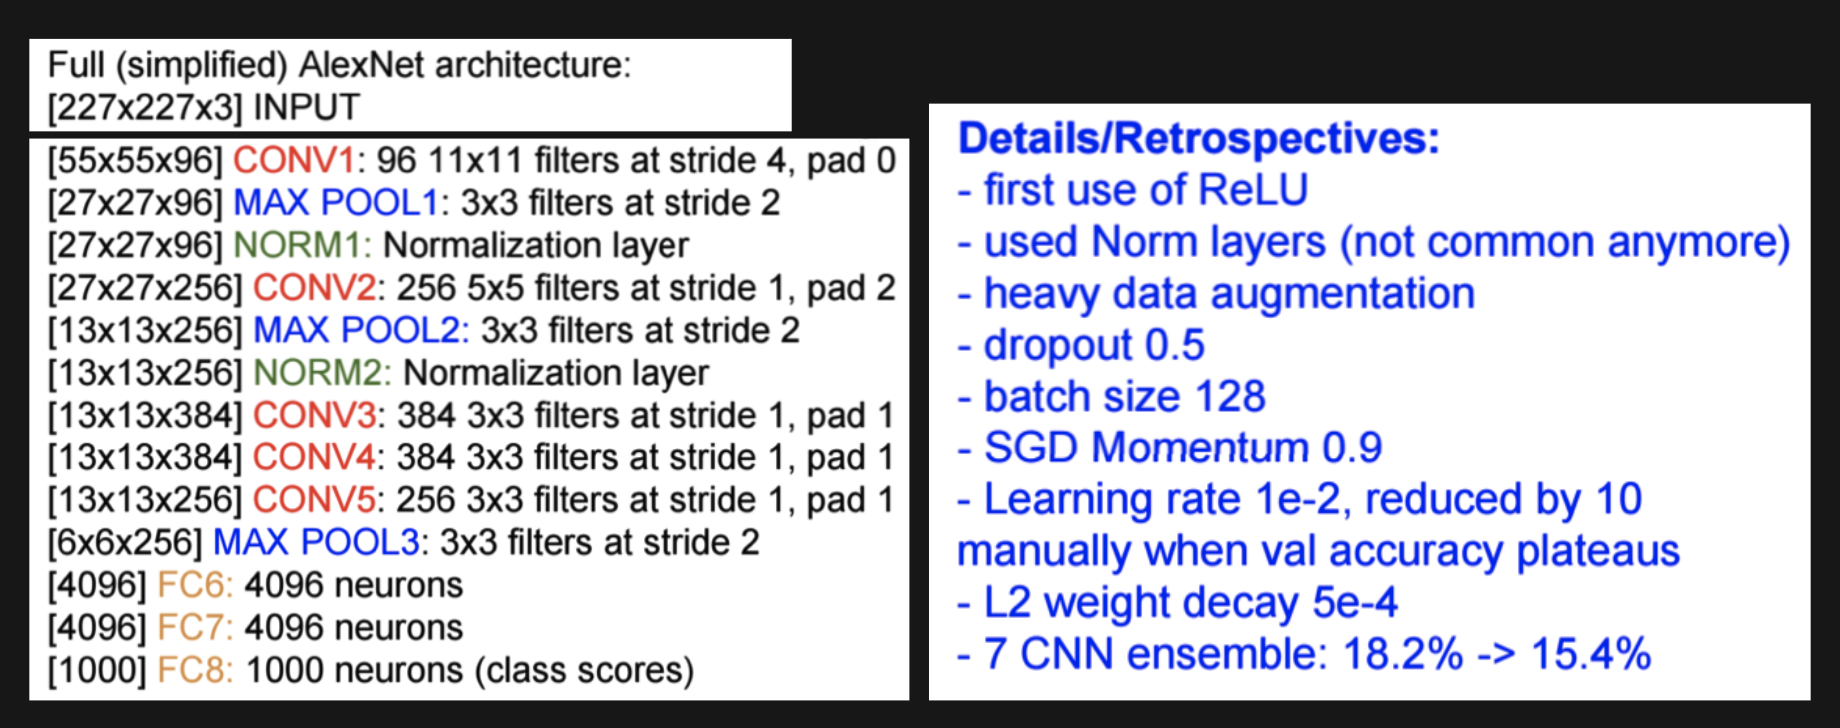 Full (simplified) AlexNet architecture:
[227x227x3] INPUT
[55x55x96] CONV1: 96 11x11 filters at stride 4, pad 0
[27x27x96] MAX POOL1: 3x3 filters at stride 2
[27x27x96] NORM1: Normalization layer
[27x27x256] CONV2: 256 5x5 filters at stride 1, pad 2
[13x13x256] MAX POOL2: 3x3 filters at stride 2
[13x13x256] NORM2: Normalization layer
[13x13x384] CONV3: 384 3x3 filters at stride 1, pad 1
[13x13x384] CONV4: 384 3x3 filters at stride 1, pad 1
[13x13x256] CONV5: 256 3x3 filters at stride 1, pad 1
[6x6x256] MAX POOL3: 3x3 filters at stride 2
[4096] FC6: 4096 neurons
[4096] FC7: 4096 neurons
[1000] FC8: 1000 neurons (class scores)
Details/Retrospectives:
- first use of ReLU
- used Norm layers (not common anymore)
- heavy data augmentation
- dropout 0.5
- batch size 128
- SGD Momentum 0.9
- Learning rate 1e-2, reduced by 10
manually when val accuracy plateaus
- L2 weight decay 5e-4
- 7 CNN ensemble: 18.2% -> 15.4%